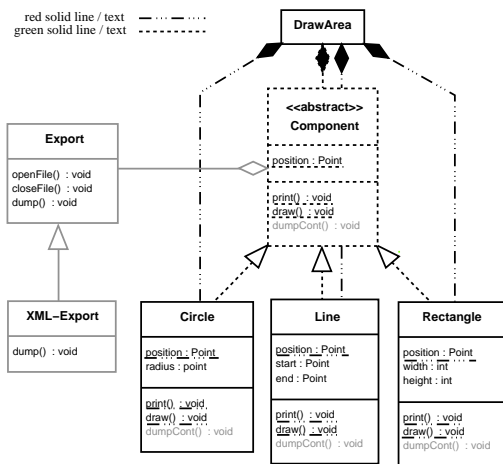 red solid line / text
green solid line / text
DrawArea
<<abstract>>
Component
position : Point
print() : void
draw() : void
dumpCont() : void
Export
openFile() : void
closeFile() : void
dump() : void
XML-Export
dump() : void
Circle
position : Point
radius : point
print() : void
draw() : void
dumpCont() : void
Line
position : Point
start : Point
end : Point
print() : void
draw() : void
dumpCont() : void
Rectangle
position : Point
width : int
height : int
print() : void
draw() : void
dumpCont() : void